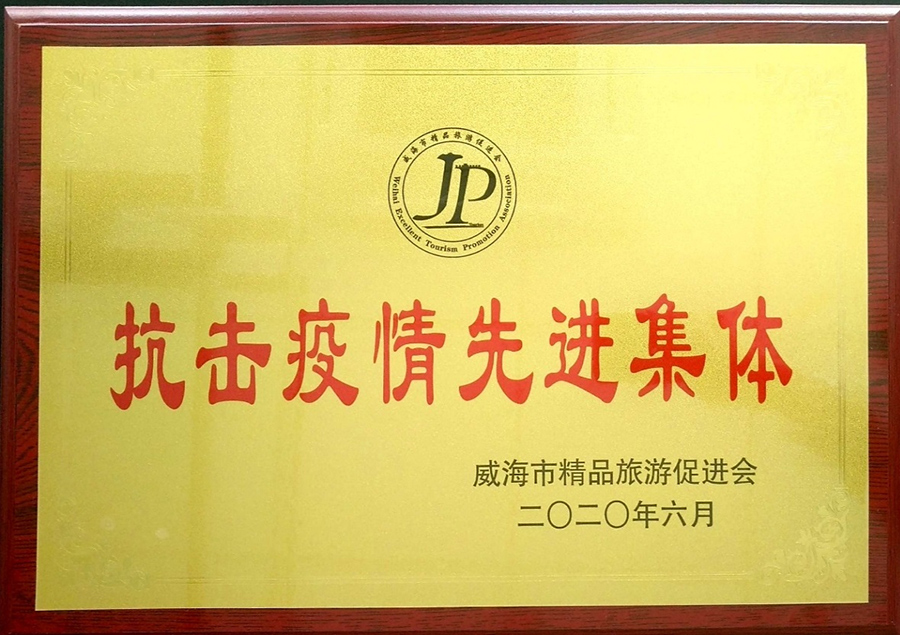 威海市精品旅游促进会
JP
Weihai Excellent Tourism Promotion Association
抗击疫情先进集体
威海市精品旅游促进会
二〇二〇年六月